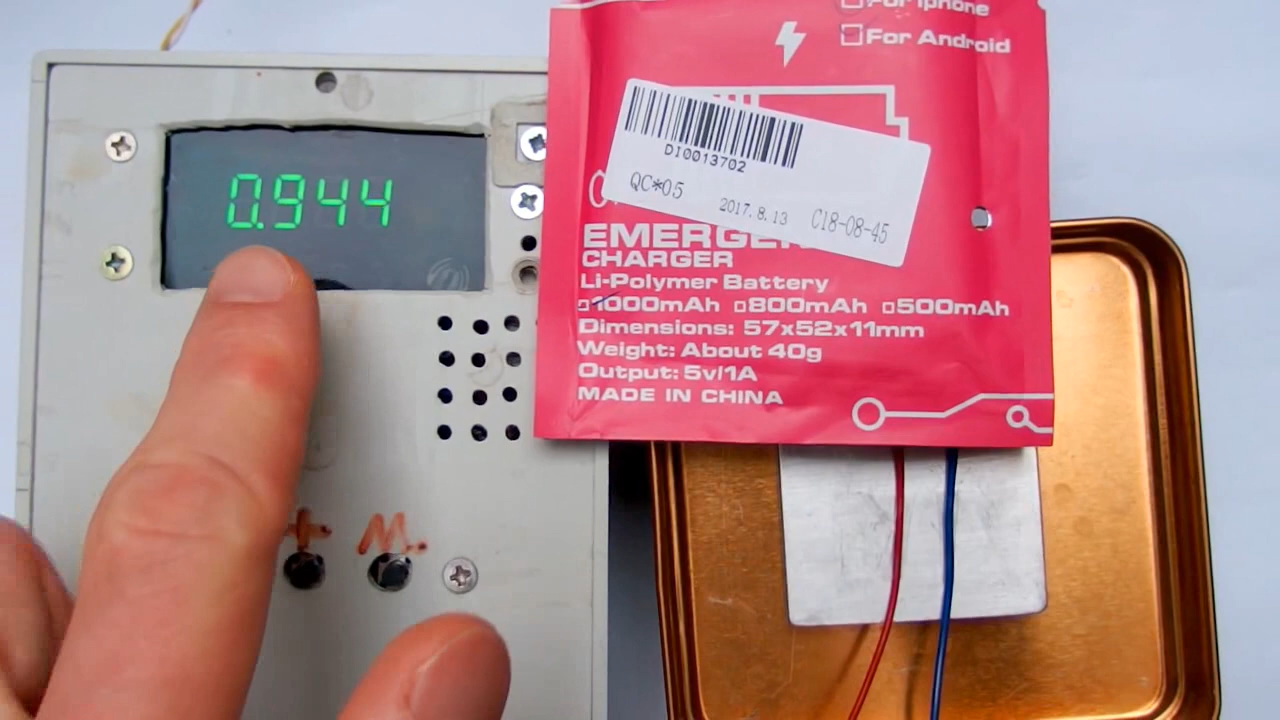 0.944
For Iphone
For Android
DI0013702
QC*05 2017.8.13 C18-08-45
CHARGER
Li-Polymer Battery
1000mAh 800mAh 500mAh
Dimensions: 57x52x11mm
Weight: About 40g
Output: 5v/1A
MADE IN CHINA
+ M.